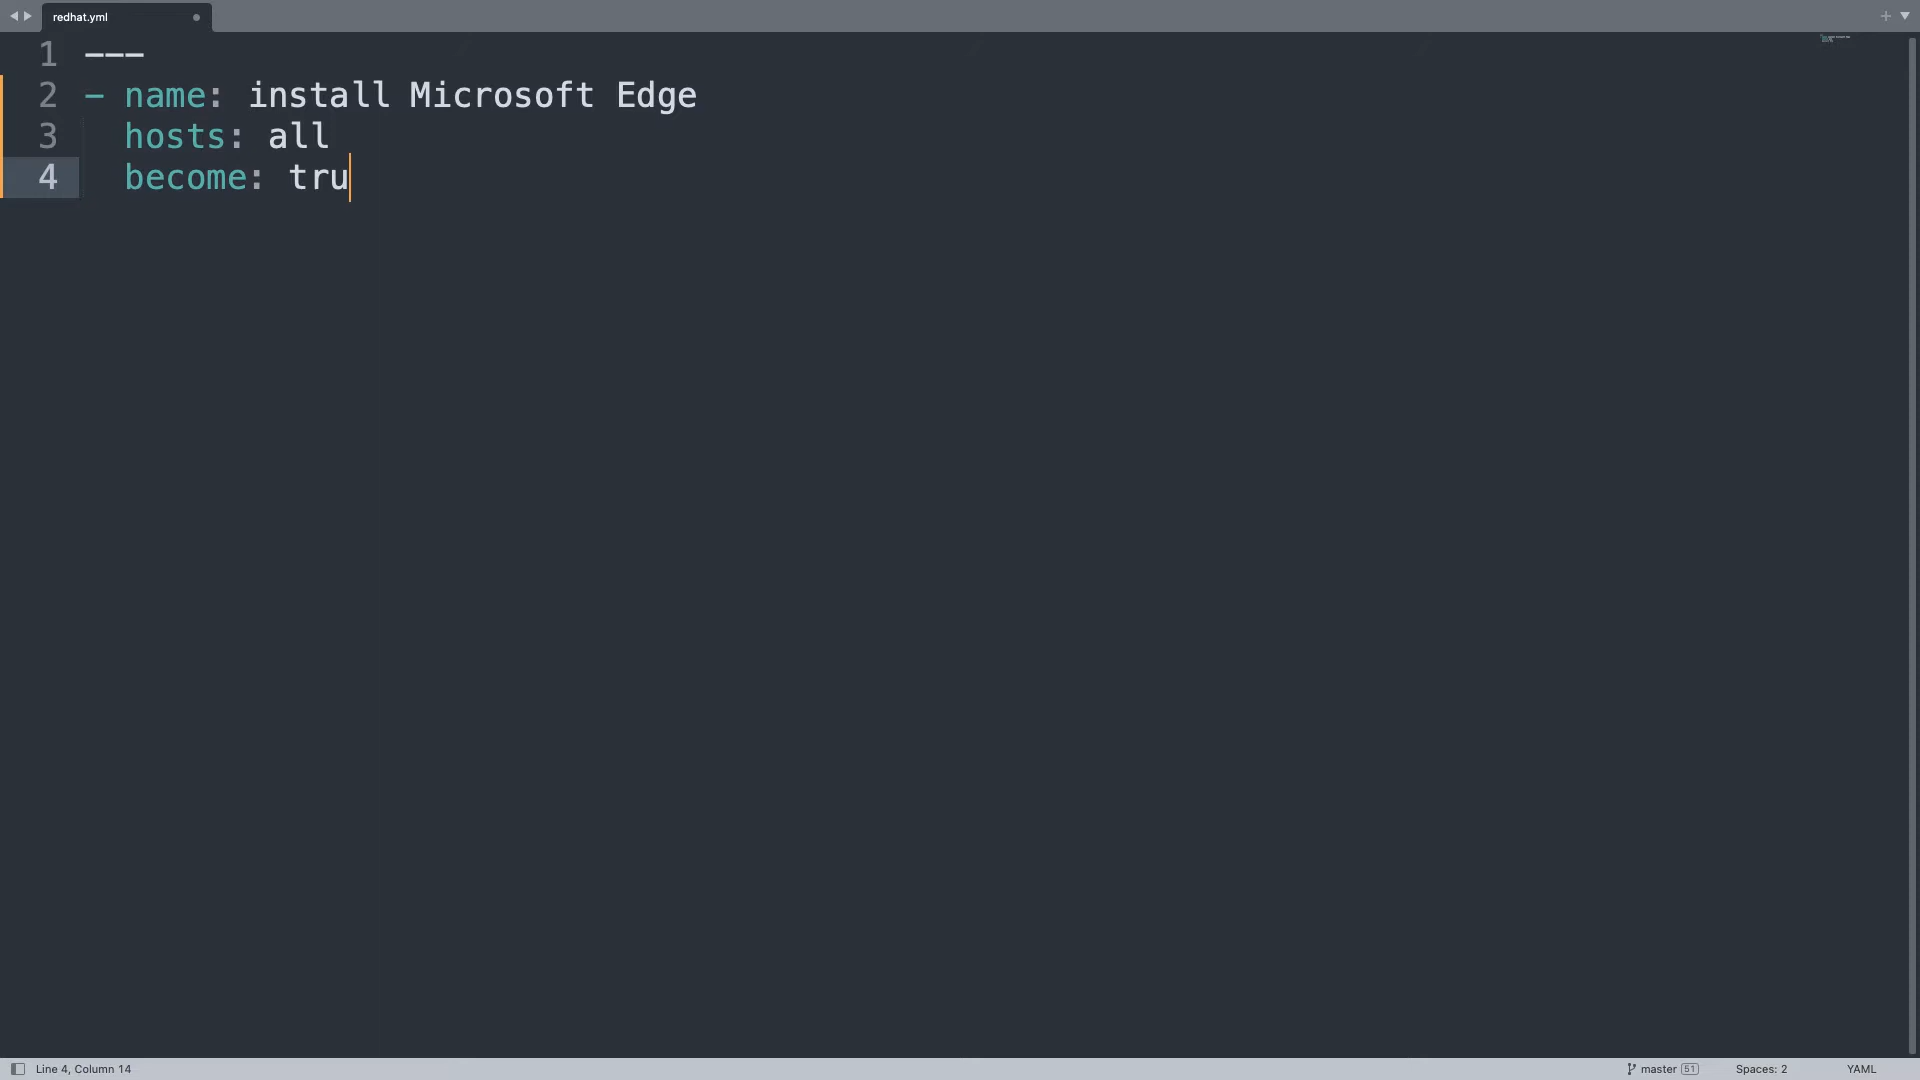 redhat.yml
1 ---
2 - name: install Microsoft Edge
3 hosts: all
4 become: tru
Line 4, Column 14
master 51
Spaces: 2
YAML